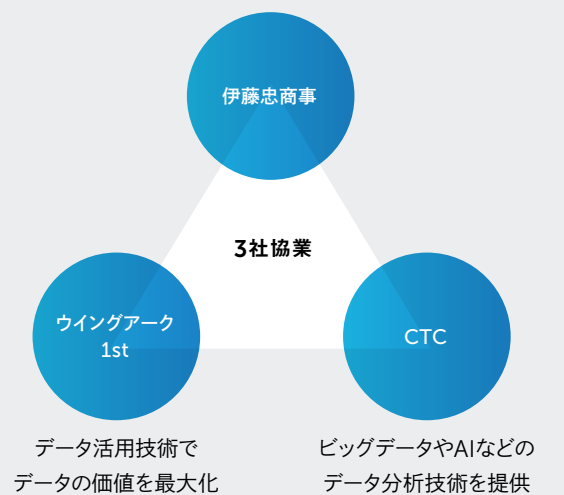 伊藤忠商事
3社協業
ウイングアーク
1st
CTC
データ活用技術で
データの価値を最大化
ビッグデータやAIなどの
データ分析技術を提供